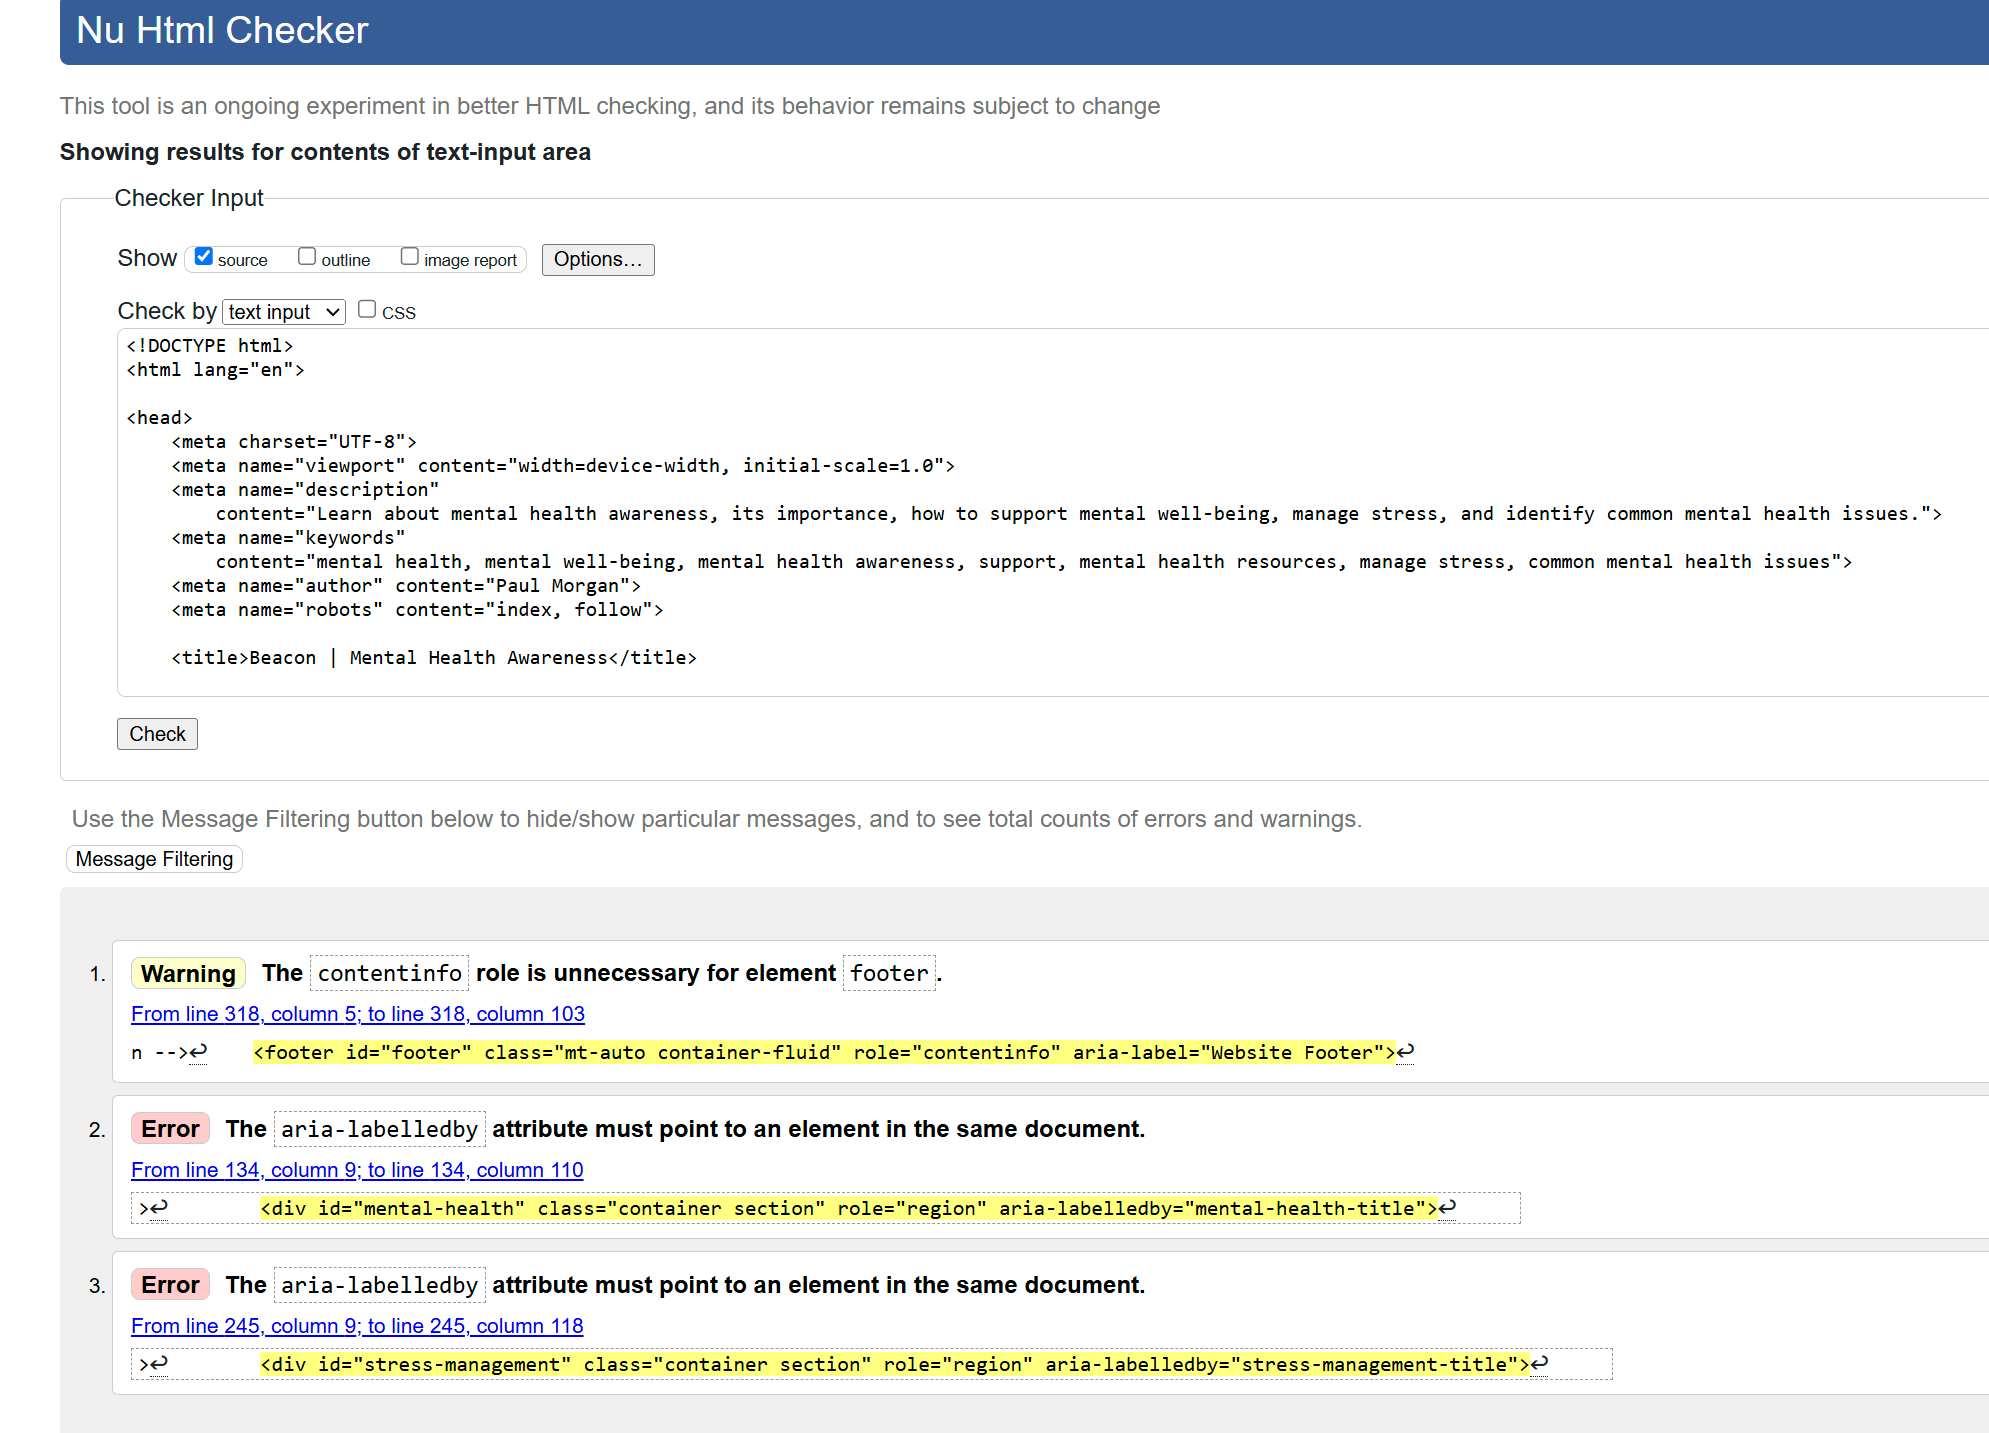 Nu Html Checker
This tool is an ongoing experiment in better HTML checking, and its behavior remains subject to change
Showing results for contents of text-input area
Checker Input
Show source outline image report Options...
Check by text input CSS
<!DOCTYPE html>
<html lang="en">
<head>
<meta charset="UTF-8">
<meta name="viewport" content="width=device-width, initial-scale=1.0">
<meta name="description"
content="Learn about mental health awareness, its importance, how to support mental well-being, manage stress, and identify common mental health issues.">
<meta name="keywords"
content="mental health, mental well-being, mental health awareness, support, mental health resources, manage stress, common mental health issues">
<meta name="author" content="Paul Morgan">
<meta name="robots" content="index, follow">
<title>Beacon | Mental Health Awareness</title>
Check
Use the Message Filtering button below to hide/show particular messages, and to see total counts of errors and warnings.
Message Filtering
1. Warning The contentinfo role is unnecessary for element footer.
From line 318, column 5; to line 318, column 103
n -->↩ <footer id="footer" class="mt-auto container-fluid" role="contentinfo" aria-label="Website Footer">↩
2. Error The aria-labelledby attribute must point to an element in the same document.
From line 134, column 9; to line 134, column 110
>↩ <div id="mental-health" class="container section" role="region" aria-labelledby="mental-health-title">↩
3. Error The aria-labelledby attribute must point to an element in the same document.
From line 245, column 9; to line 245, column 118
>↩ <div id="stress-management" class="container section" role="region" aria-labelledby="stress-management-title">↩